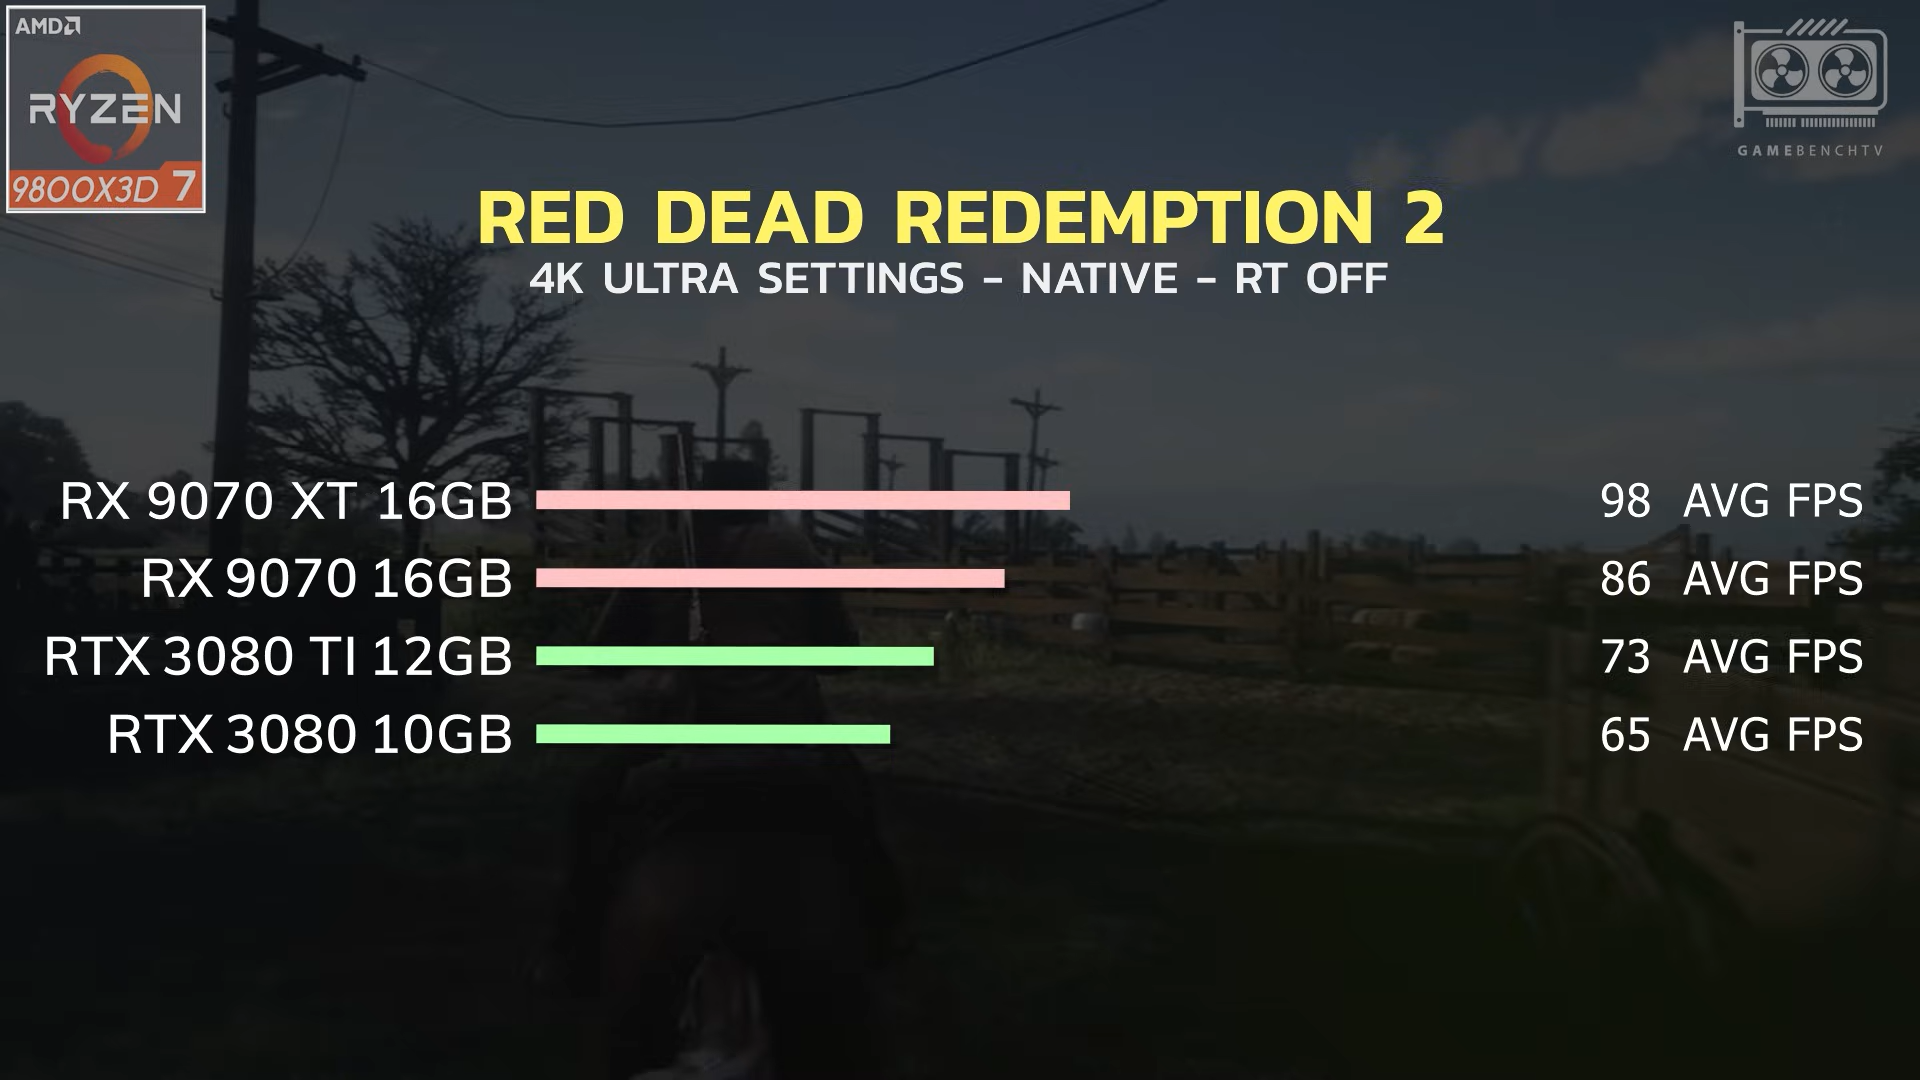 AMD
RYZEN
9800X3D 7
GAMEBENCHTV
RED DEAD REDEMPTION 2
4K ULTRA SETTINGS - NATIVE - RT OFF
RX 9070 XT 16GB 98 AVG FPS
RX 9070 16GB 86 AVG FPS
RTX 3080 TI 12GB 73 AVG FPS
RTX 3080 10GB 65 AVG FPS